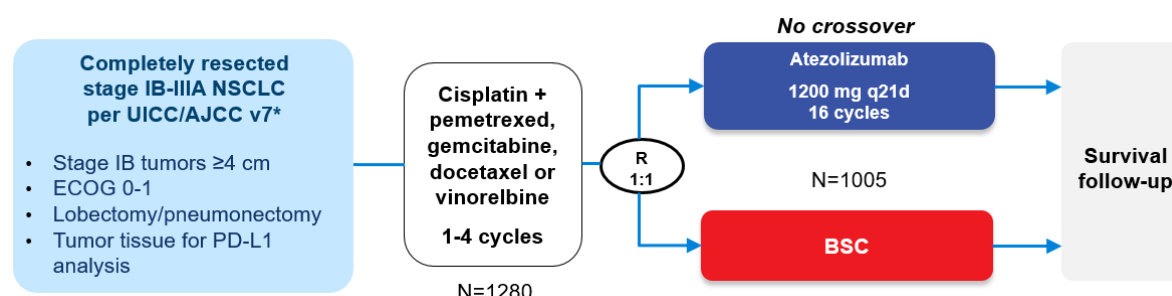 Completely resected
stage IB-IIIA NSCLC
per UICC/AJCC v7*
• Stage IB tumors ≥4 cm
• ECOG 0-1
• Lobectomy/pneumonectomy
• Tumor tissue for PD-L1
analysis
Cisplatin +
pemetrexed,
gemcitabine,
docetaxel or
vinorelbine
1-4 cycles
N=1280
R
1:1
No crossover
Atezolizumab
1200 mg q21d
16 cycles
N=1005
BSC
Survival
follow-up